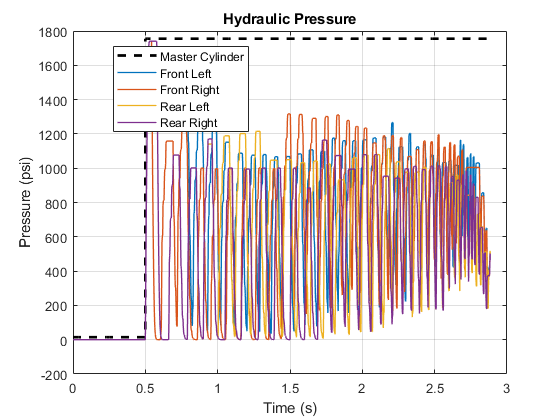 Hydraulic Pressure
Pressure (psi)
1800
1600
1400
1200
1000
800
600
400
200
0
-200
Master Cylinder
Front Left
Front Right
Rear Left
Rear Right
0 0.5 1 1.5 2 2.5 3
Time (s)